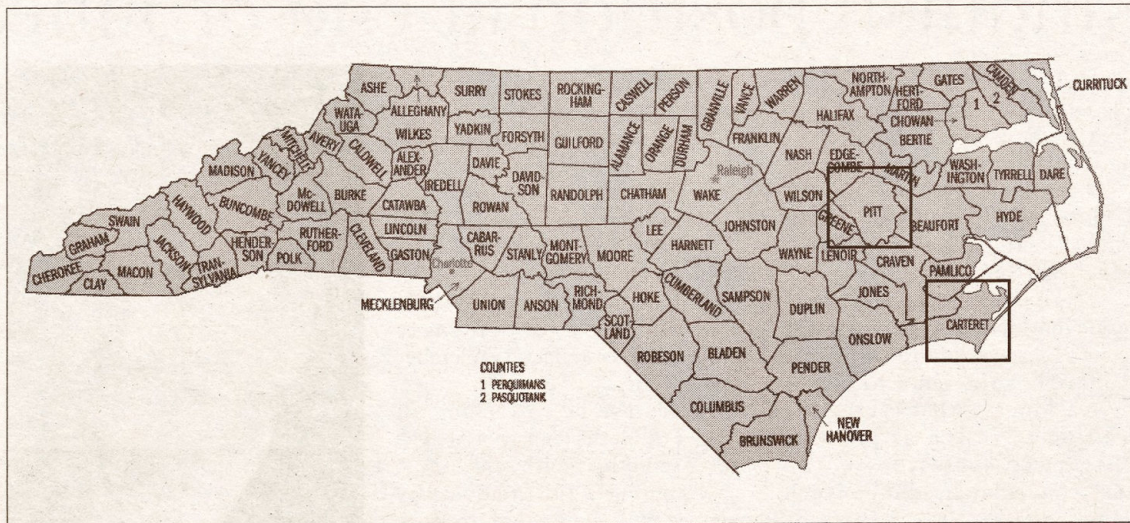 ASHE
ALLEGHANY
SURRY
STOKES
ROCKING-
HAM
CASWELL
PERSON
GRANVILLE
VANCE
WARREN
NORTH-
AMPTON
HERT-
FORD
GATES
CAMDEN
CURRITUCK
1
2
CHOWAN
BERTIE
HALIFAX
WATA-
UGA
WILKES
YADKIN
FORSYTH
GUILFORD
ALAMANCE
ORANGE
DURHAM
FRANKLIN
NASH
EDGE-
COMBE
MARTIN
WASH-
INGTON
TYRRELL
DARE
MITCHELL
AVERY
CALDWELL
ALEX-
ANDER
IREDELL
DAVIE
DAVID-
SON
RANDOLPH
CHATHAM
WAKE
Raleigh
WILSON
PITT
GREENE
BEAUFORT
HYDE
MADISON
YANCEY
Mc-
DOWELL
BURKE
CATAWBA
ROWAN
LEE
JOHNSTON
WAYNE
LENOIR
CRAVEN
PAMLICO
SWAIN
HAYWOOD
BUNCOMBE
RUTHER-
FORD
CLEVELAND
LINCOLN
GASTON
CABAR-
RUS
STANLY
MONT-
GOMERY
MOORE
HARNETT
GRAHAM
CHEROKEE
CLAY
MACON
JACKSON
TRAN-
SYLVANIA
HENDER-
SON
POLK
Charlotte
MECKLENBURG
UNION
ANSON
RICH-
MOND
SCOT-
LAND
HOKE
CUMBERLAND
SAMPSON
DUPLIN
JONES
ONSLOW
CARTERET
ROBESON
BLADEN
PENDER
COLUMBUS
BRUNSWICK
NEW
HANOVER
COUNTIES
1 PERQUIMANS
2 PASQUOTANK